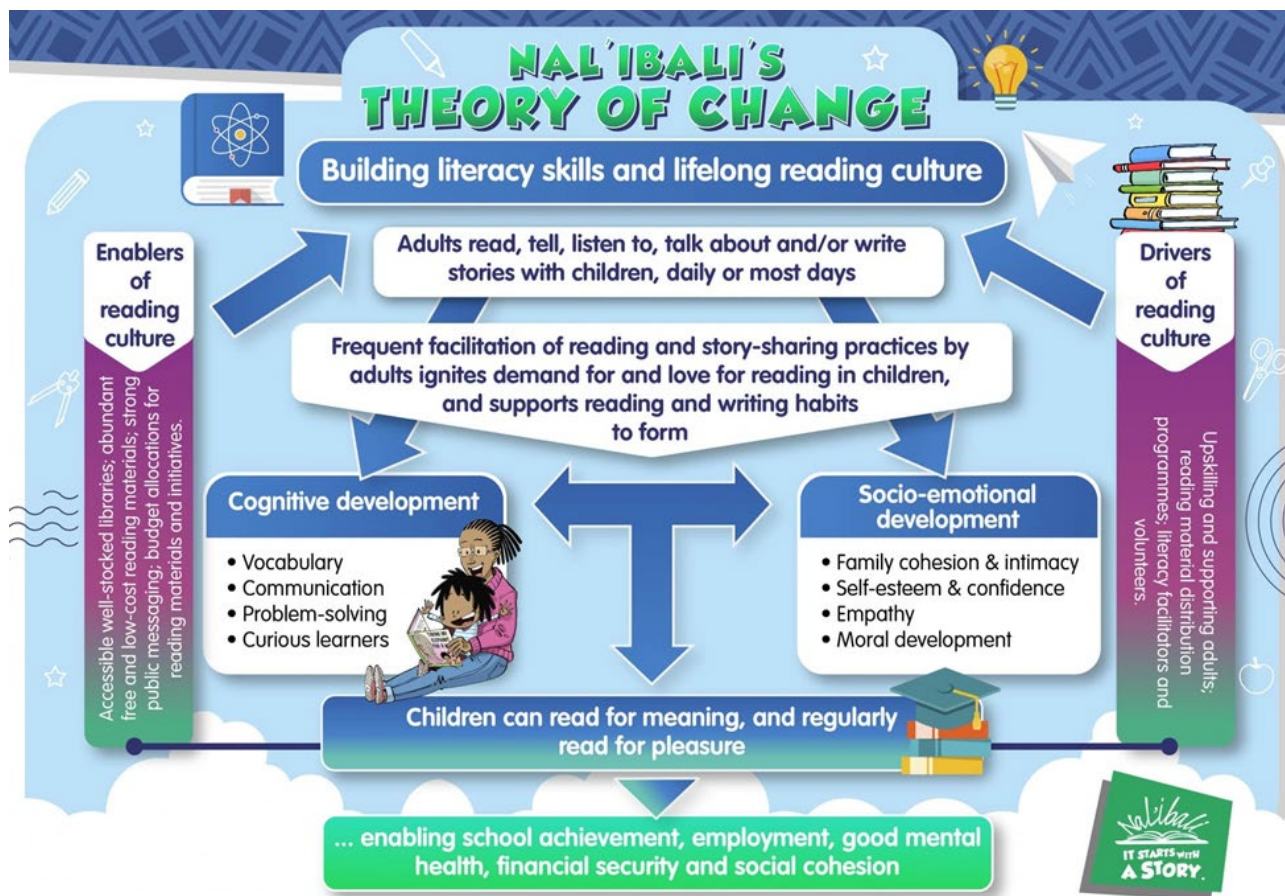 NAL'IBALI'S
THEORY OF CHANGE
Building literacy skills and lifelong reading culture
Adults read, tell, listen to, talk about and/or write
stories with children, daily or most days
Enablers
of
reading
culture
Accessible well-stocked libraries; abundant
free and low-cost reading materials; strong
public messaging; budget allocations for
reading materials and initiatives.
Drivers
of
reading
culture
Upskilling and supporting adults;
reading material distribution
programmes; literacy facilitators and
volunteers.
Frequent facilitation of reading and story-sharing practices by
adults ignites demand for and love for reading in children,
and supports reading and writing habits
to form
Cognitive development
• Vocabulary
• Communication
• Problem-solving
• Curious learners
Socio-emotional
development
• Family cohesion & intimacy
• Self-esteem & confidence
• Empathy
• Moral development
Children can read for meaning, and regularly
read for pleasure
... enabling school achievement, employment, good mental
health, financial security and social cohesion
Nal'ibali
IT STARTS WITH
A STORY.